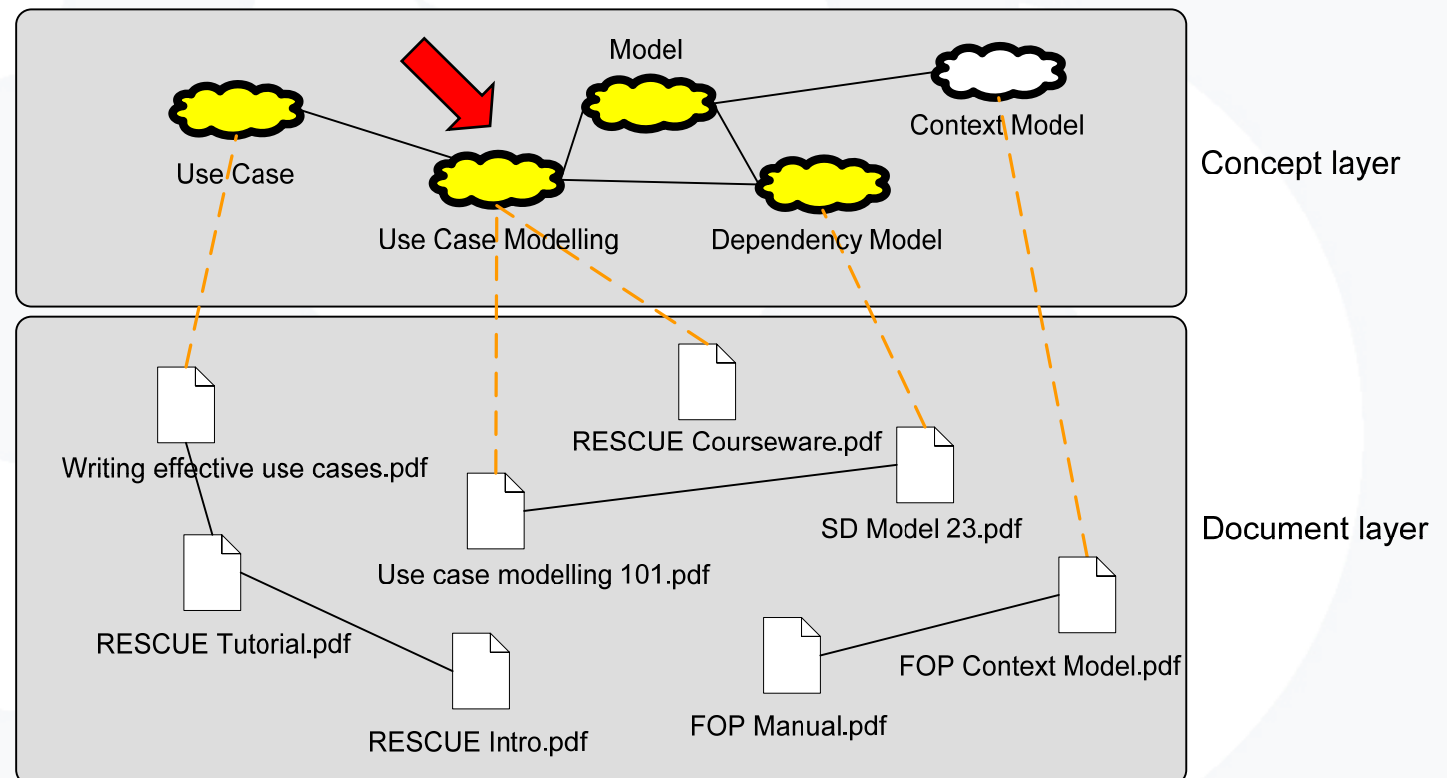 Model
Context Model
Use Case
Concept layer
Use Case Modelling
Dependency Model
RESCUE Courseware.pdf
Writing effective use cases.pdf
SD Model 23.pdf
Document layer
Use case modelling 101.pdf
RESCUE Tutorial.pdf
FOP Context Model.pdf
FOP Manual.pdf
RESCUE Intro.pdf